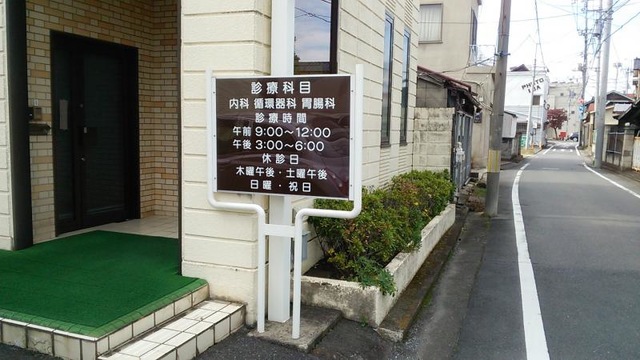 診療科目
内科 循環器科 胃腸科
診療時間
午前 9:00〜12:00
午後 3:00〜6:00
休診日
木曜午後・土曜午後
日曜・祝日